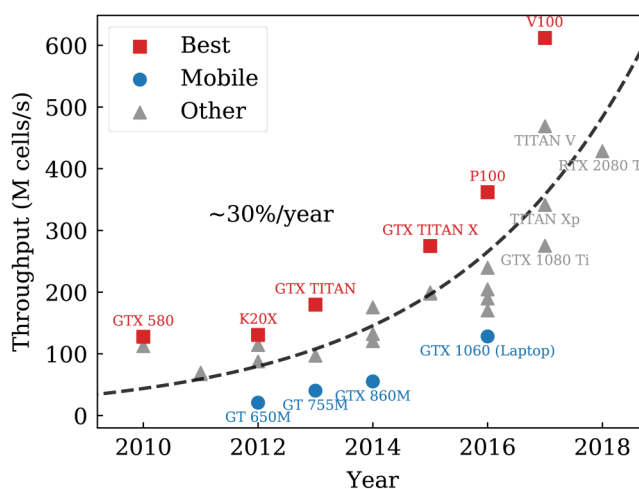 Throughput (M cells/s)
600
500
400
300
200
100
0
Best
Mobile
Other
~30%/year
V100
TITAN V
RTX 2080 T
P100
TITAN Xp
GTX TITAN X
GTX 1080 Ti
GTX TITAN
GTX 580
K20X
GTX 1060 (Laptop)
GTX 860M
GT 755M
GT 650M
2010
2012
2014
2016
2018
Year